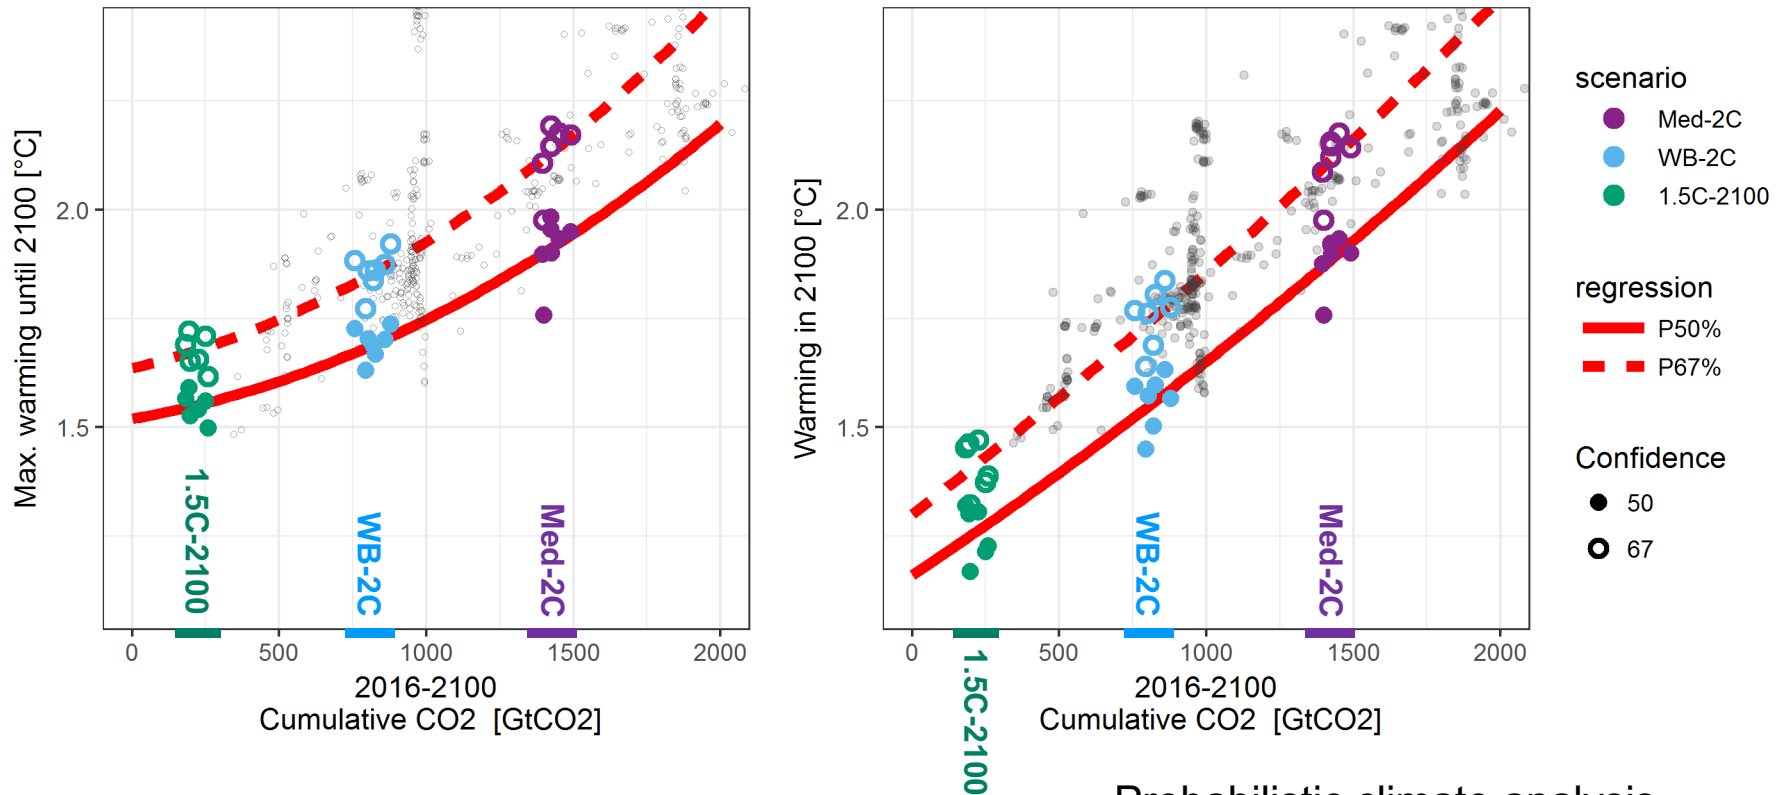 Max. warming until 2100 [°C]
2.0
1.5
1.5C-2100
WB-2C
Med-2C
0
500
1000
1500
2000
2016-2100
Cumulative CO2 [GtCO2]
Warming in 2100 [°C]
2.0
1.5
WB-2C
Med-2C
0
500
1000
1500
2000
1.5C-2100
2016-2100
Cumulative CO2 [GtCO2]
scenario
Med-2C
WB-2C
1.5C-2100
regression
P50%
P67%
Confidence
50
67
Probabilistic climate analysis